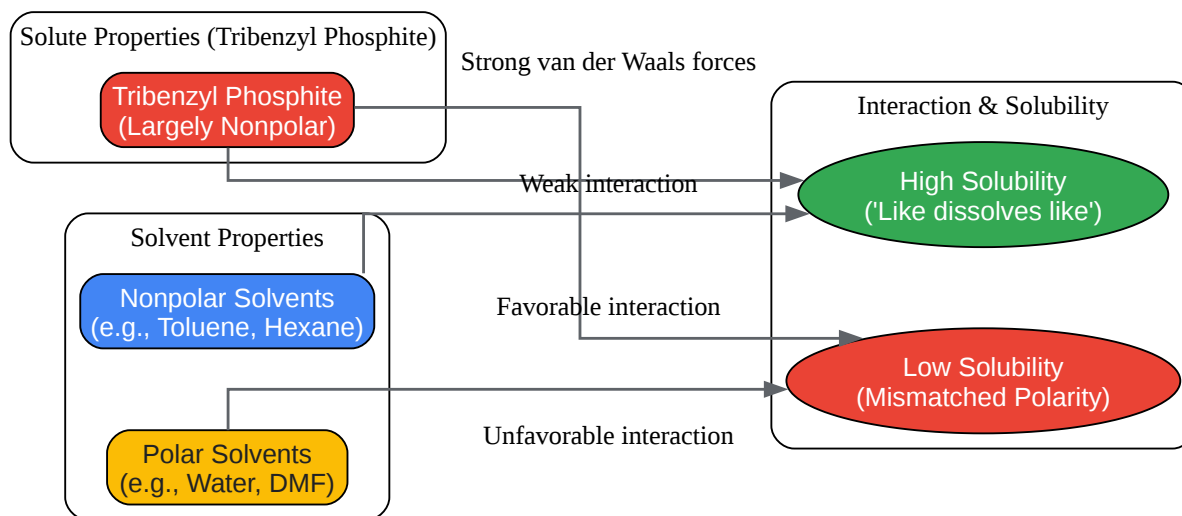 Solute Properties (Tribenzyl Phosphite)
Tribenzyl Phosphite
(Largely Nonpolar)
Strong van der Waals forces
Interaction & Solubility
Weak interaction
High Solubility
('Like dissolves like')
Solvent Properties
Nonpolar Solvents
(e.g., Toluene, Hexane)
Favorable interaction
Low Solubility
(Mismatched Polarity)
Unfavorable interaction
Polar Solvents
(e.g., Water, DMF)